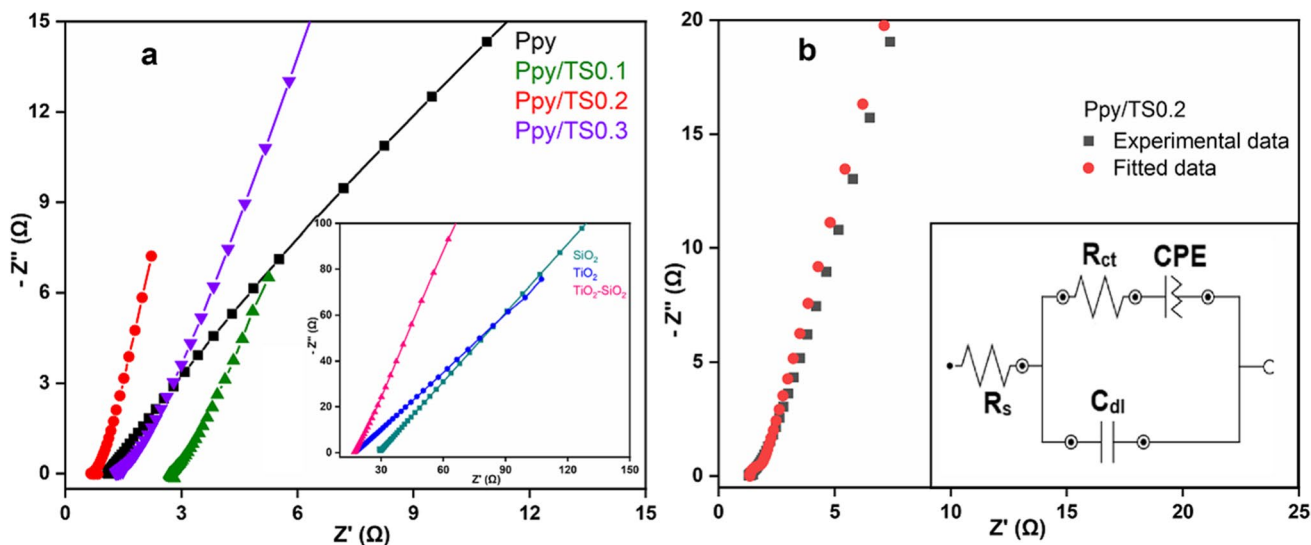 a
Ppy
Ppy/TS0.1
Ppy/TS0.2
Ppy/TS0.3
- Z'' (Ω)
15
12
9
6
3
0
0 3 6 9 12 15
Z' (Ω)
SiO₂
TiO₂
TiO₂-SiO₂
- Z'' (Ω)
100
80
60
40
20
0
30 60 90 127 150
Z' (Ω)
b
Ppy/TS0.2
Experimental data
Fitted data
- Z'' (Ω)
20
15
10
5
0
0 5 10 15 20 25
Z' (Ω)
Rct
CPE
Rs
Cdl